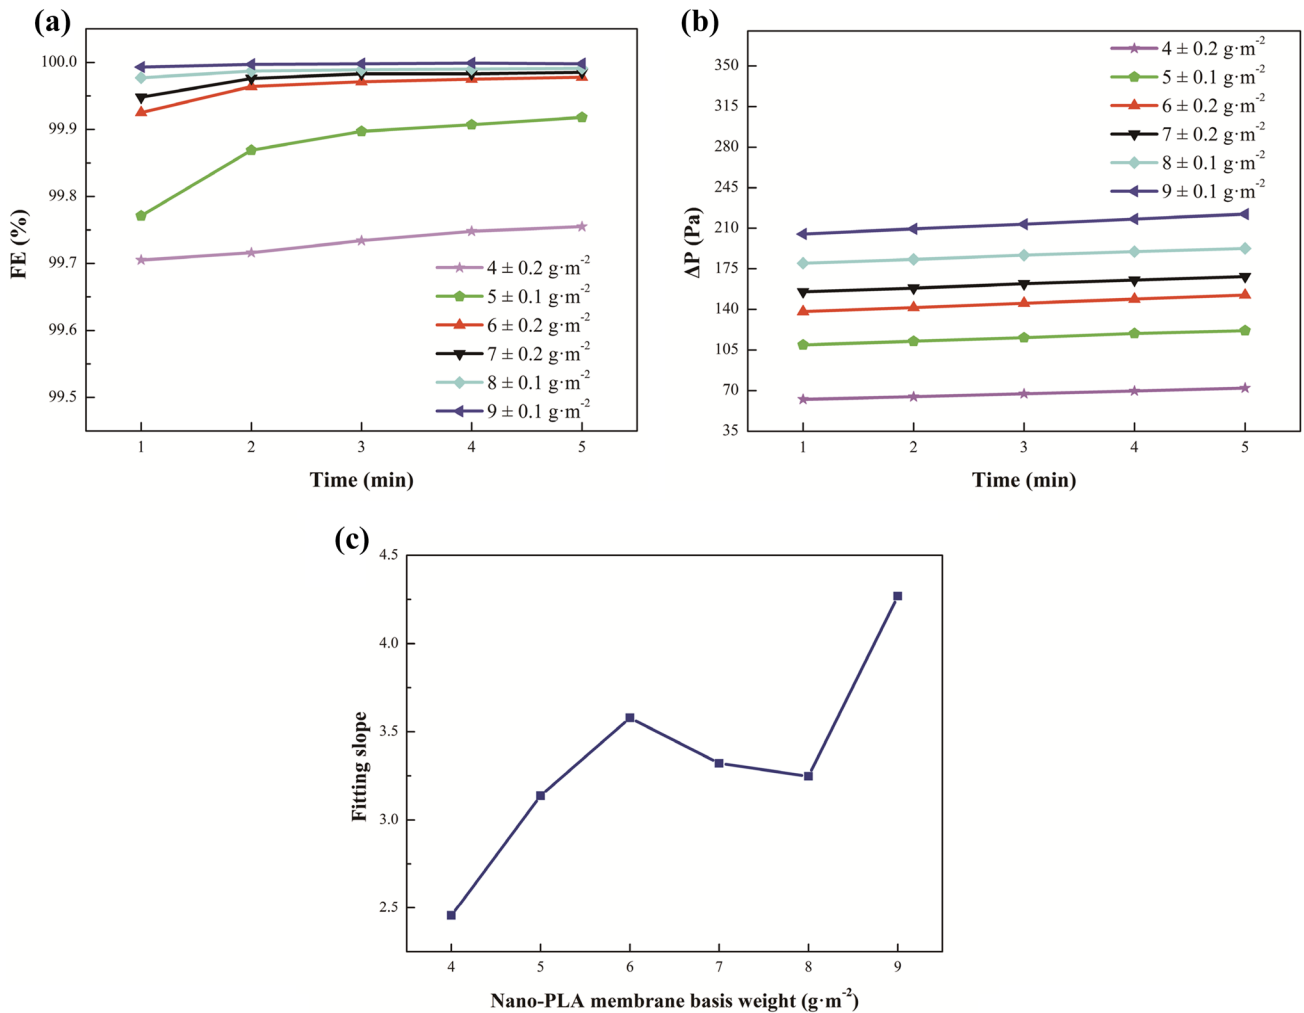 (a)
100.0
99.9
99.8
99.7
99.6
99.5
FE (%)
4 ± 0.2 g·m-2
5 ± 0.1 g·m-2
6 ± 0.2 g·m-2
7 ± 0.2 g·m-2
8 ± 0.1 g·m-2
9 ± 0.1 g·m-2
1 2 3 4 5
Time (min)
(b)
350
315
280
245
210
175
140
105
70
35
ΔP (Pa)
4 ± 0.2 g·m-2
5 ± 0.1 g·m-2
6 ± 0.2 g·m-2
7 ± 0.2 g·m-2
8 ± 0.1 g·m-2
9 ± 0.1 g·m-2
1 2 3 4 5
Time (min)
(c)
4.5
4.0
3.5
3.0
2.5
Fitting slope
4 5 6 7 8 9
Nano-PLA membrane basis weight (g·m-2)